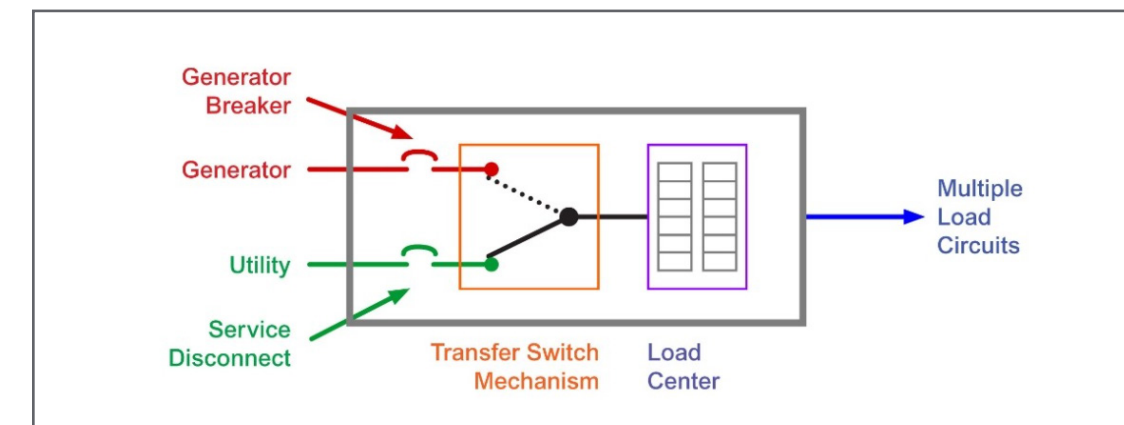 Generator
Breaker
Generator
Utility
Service
Disconnect
Transfer Switch
Mechanism
Load
Center
Multiple
Load
Circuits